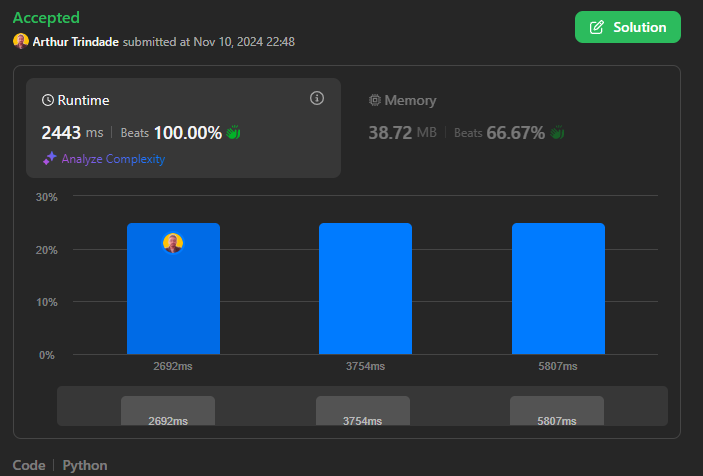 Accepted
Solution
Arthur Trindade submitted at Nov 10, 2024 22:48
Runtime
2443 ms | Beats 100.00%
Analyze Complexity
Memory
38.72 MB | Beats 66.67%
30%
20%
10%
0%
2692ms 3754ms 5807ms
2692ms 3754ms 5807ms
Code | Python